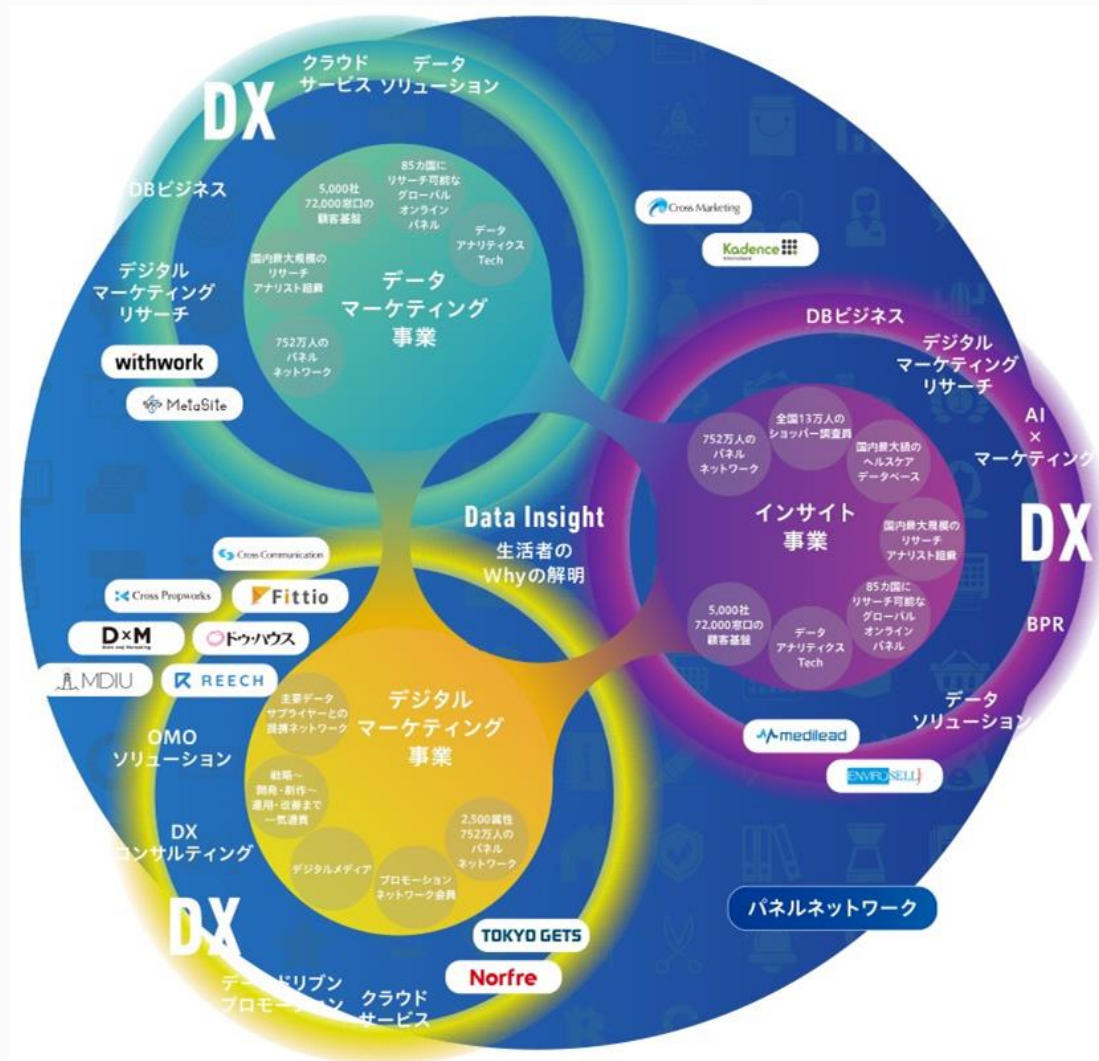 DX
クラウド
サービス
データ
ソリューション
DBビジネス
デジタル
マーケティング
リサーチ
withwork
MetaSite
5,000社
72,000窓口の
顧客基盤
85カ国に
リサーチ可能な
グローバル
オンライン
パネル
データ
アナリティクス
Tech
国内最大規模の
リサーチ
アナリスト組織
752万人の
パネル
ネットワーク
データ
マーケティング
事業
Cross Marketing
Kadence
International
DBビジネス
デジタル
マーケティング
リサーチ
AI
×
マーケティング
DX
BPR
データ
ソリューション
752万人の
パネル
ネットワーク
全国13万人の
ショッパー調査員
国内最大級の
ヘルスケア
データベース
国内最大規模の
リサーチ
アナリスト組織
85カ国に
リサーチ可能な
グローバル
オンライン
パネル
データ
アナリティクス
Tech
5,000社
72,000窓口の
顧客基盤
インサイト
事業
medilead
ENVIROSELL J
Data Insight
生活者の
Whyの解明
Cross Communication
Cross Propworks
Fittio
D×M
Data and Marketing
ドゥ・ハウス
MDIU
REECH
OMO
ソリューション
DX
コンサルティング
DX
データドリブン
プロモーション
クラウド
サービス
デジタル
マーケティング
事業
主要データ
サプライヤーとの
提携ネットワーク
戦略〜
開発・制作〜
運用・改善まで
一気通貫
デジタルメディア
プロモーション
ネットワーク会員
2,500属性
752万人の
パネル
ネットワーク
TOKYO GETS
Norfre
パネルネットワーク